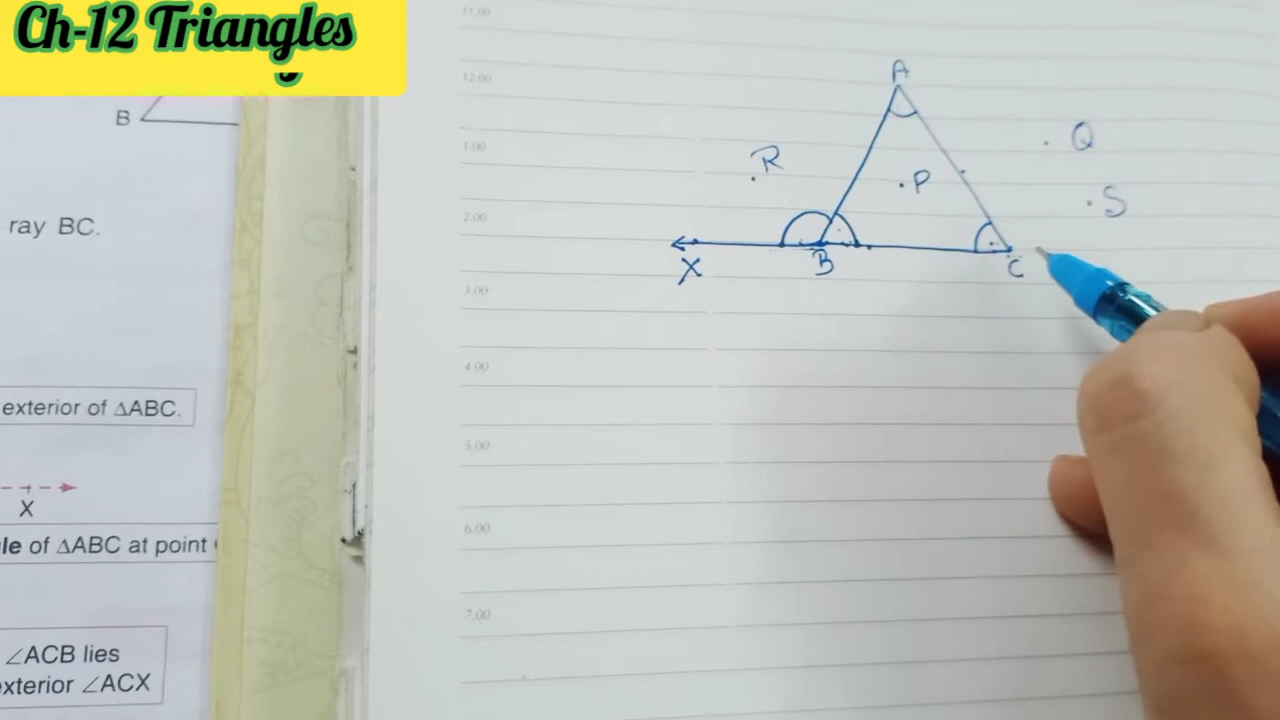 Ch-12 Triangles
B
ray BC.
exterior of ΔABC.
X
le of ΔABC at point
∠ACB lies
exterior ∠ACX
11.00
12.00
1.00
2.00
3.00
4.00
5.00
6.00
7.00
A
R
Q
P
S
X
B
C